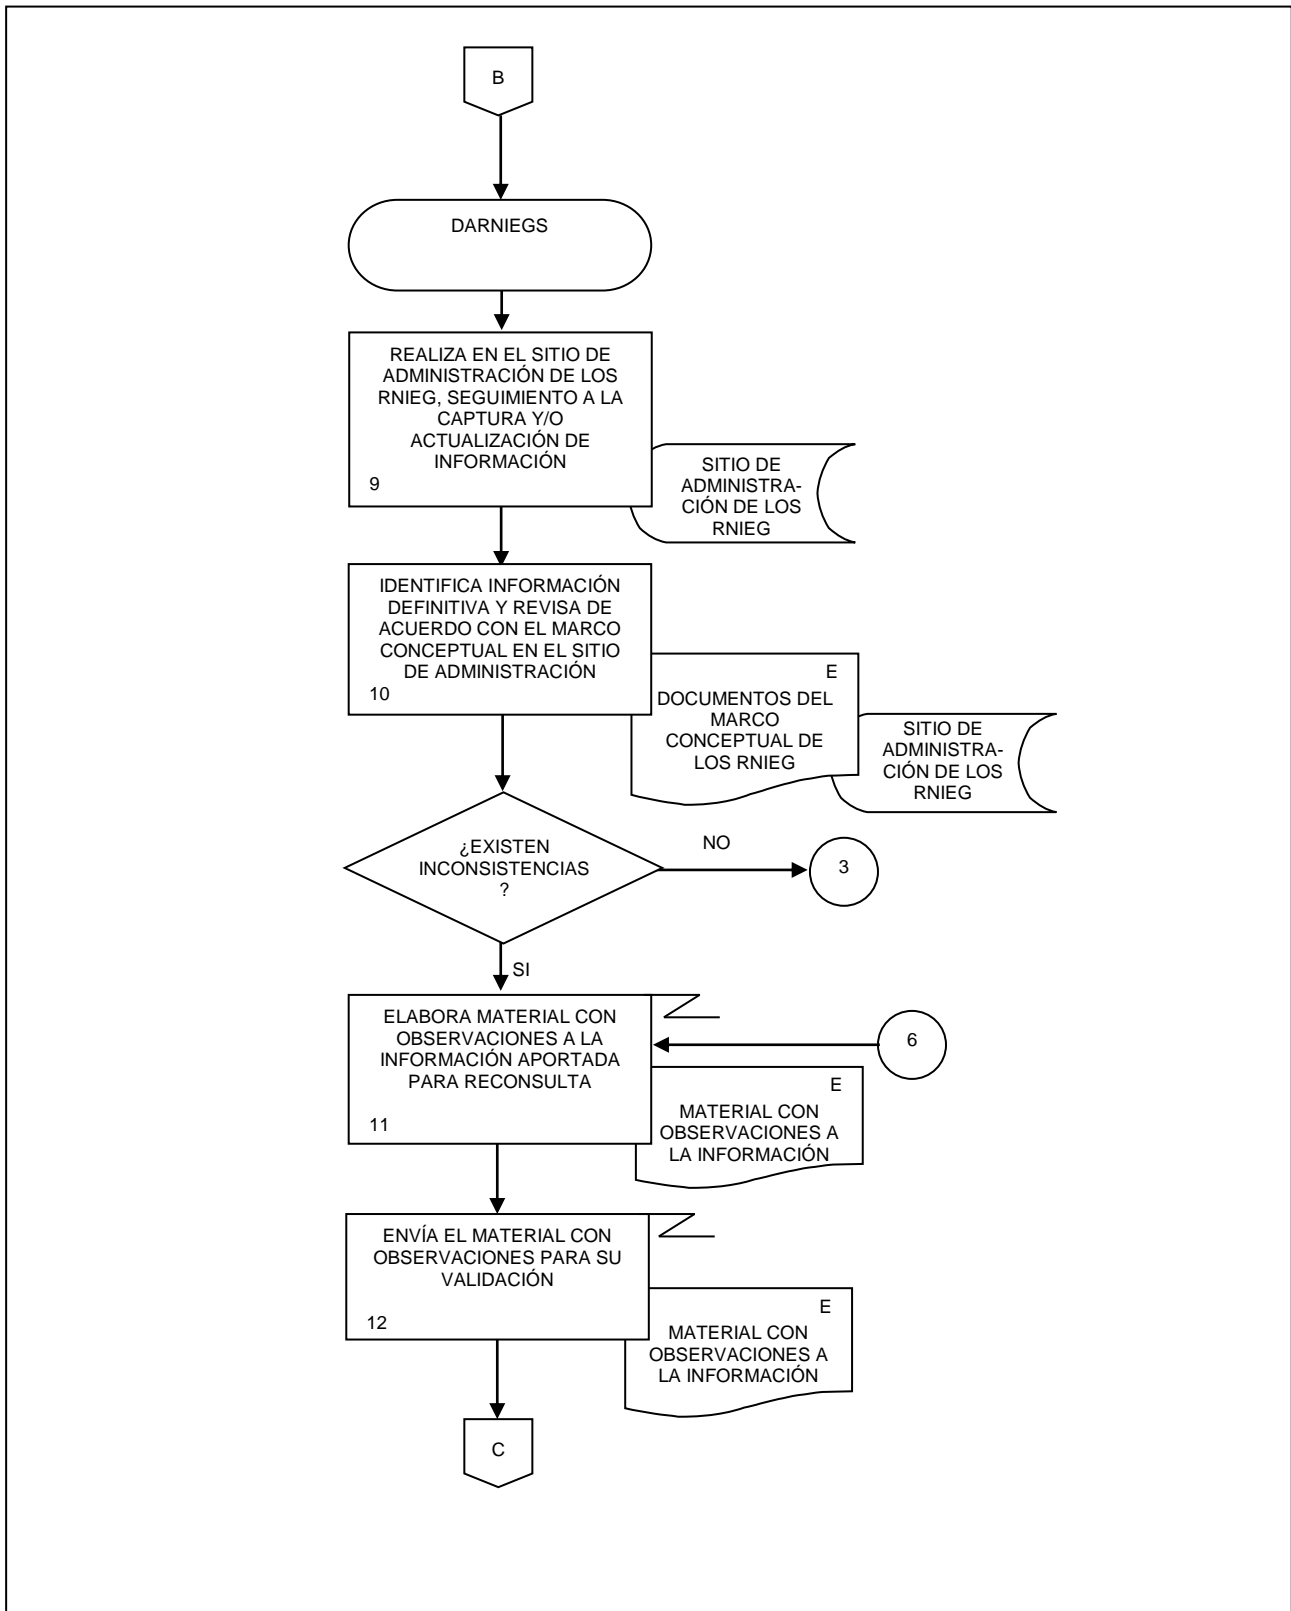 B
DARNIEGS
REALIZA EN EL SITIO DE
ADMINISTRACIÓN DE LOS
RNIEG, SEGUIMIENTO A LA
CAPTURA Y/O
ACTUALIZACIÓN DE
INFORMACIÓN
9
SITIO DE
ADMINISTRA-
CIÓN DE LOS
RNIEG
IDENTIFICA INFORMACIÓN
DEFINITIVA Y REVISA DE
ACUERDO CON EL MARCO
CONCEPTUAL EN EL SITIO
DE ADMINISTRACIÓN
10
E
DOCUMENTOS DEL
MARCO
CONCEPTUAL DE
LOS RNIEG
SITIO DE
ADMINISTRA-
CIÓN DE LOS
RNIEG
¿EXISTEN
INCONSISTENCIAS
?
NO
3
SI
ELABORA MATERIAL CON
OBSERVACIONES A LA
INFORMACIÓN APORTADA
PARA RECONSULTA
11
6
E
MATERIAL CON
OBSERVACIONES A
LA INFORMACIÓN
ENVÍA EL MATERIAL CON
OBSERVACIONES PARA SU
VALIDACIÓN
12
E
MATERIAL CON
OBSERVACIONES A
LA INFORMACIÓN
C